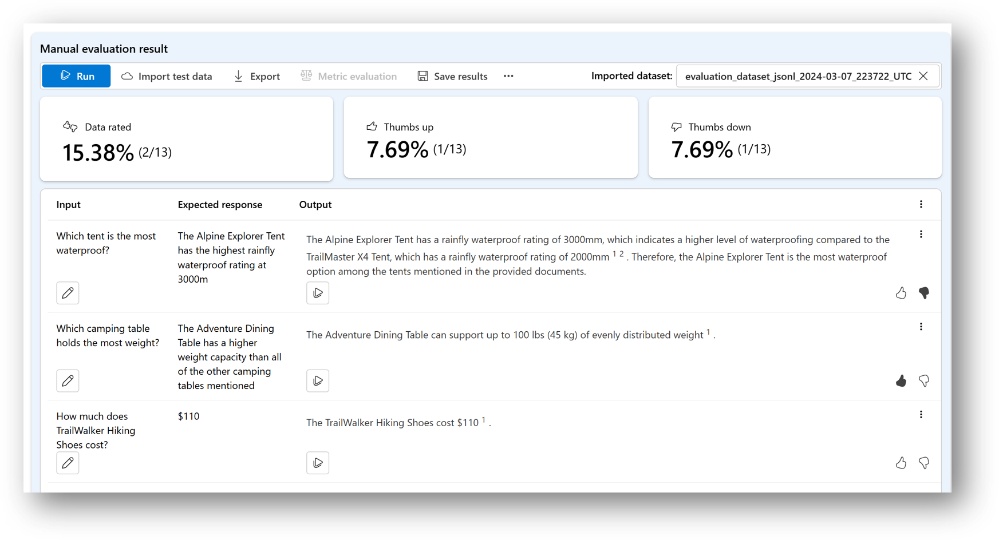 Manual evaluation result
Run Import test data Export Metric evaluation Save results ··· Imported dataset: evaluation_dataset_jsonl_2024-03-07_223722_UTC
Data rated
15.38% (2/13)
Thumbs up
7.69% (1/13)
Thumbs down
7.69% (1/13)
Input Expected response Output
Which tent is the most
waterproof?
The Alpine Explorer Tent
has the highest rainfly
waterproof rating at
3000m
The Alpine Explorer Tent has a rainfly waterproof rating of 3000mm, which indicates a higher level of waterproofing compared to the
TrailMaster X4 Tent, which has a rainfly waterproof rating of 2000mm 1 2 . Therefore, the Alpine Explorer Tent is the most waterproof
option among the tents mentioned in the provided documents.
Which camping table
holds the most weight?
The Adventure Dining
Table has a higher
weight capacity than all
of the other camping
tables mentioned
The Adventure Dining Table can support up to 100 lbs (45 kg) of evenly distributed weight 1 .
How much does
TrailWalker Hiking
Shoes cost?
$110
The TrailWalker Hiking Shoes cost $110 1 .